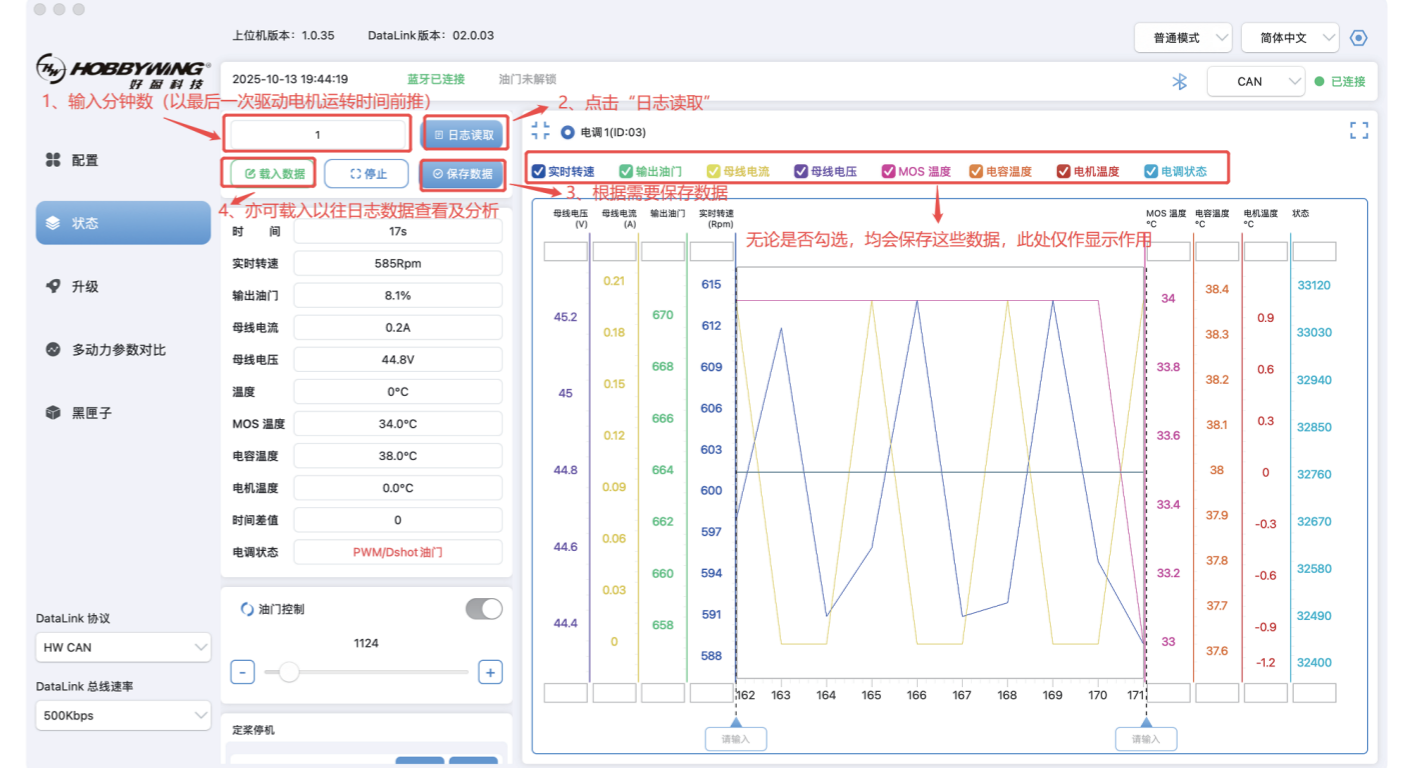 上位机版本：1.0.35 DataLink版本：02.0.03
普通模式 简体中文
HOBBYWING®
好盈科技
2025-10-13 19:44:19 蓝牙已连接 油门未解锁
CAN 已连接
1、输入分钟数（以最后一次驱动电机运转时间前推）
2、点击“日志读取”
1 日志读取
电调1(ID:03)
载入数据 停止 保存数据
实时转速 输出油门 母线电流 母线电压 MOS 温度 电容温度 电机温度 电调状态
3、根据需要保存数据
4、亦可载入以往日志数据查看及分析
无论是否勾选，均会保存这些数据，此处仅作显示作用
配置
状态
升级
多动力参数对比
黑匣子
DataLink 协议
HW CAN
DataLink 总线速率
500Kbps
时 间 17s
实时转速 585Rpm
输出油门 8.1%
母线电流 0.2A
母线电压 44.8V
温度 0°C
MOS 温度 34.0°C
电容温度 38.0°C
电机温度 0.0°C
时间差值 0
电调状态 PWM/Dshot油门
油门控制
1124
- +
定桨停机
母线电压 母线电流 输出油门 实时转速
(V) (A) (Rpm)
MOS 温度 电容温度 电机温度 状态
°C °C °C
45.2
45
44.8
44.6
44.4
0.21
0.18
0.15
0.12
0.09
0.06
0.03
0
670
668
666
664
662
660
658
615
612
609
606
603
600
597
594
591
588
34
33.8
33.6
33.4
33.2
33
38.4
38.3
38.2
38.1
38
37.9
37.8
37.7
37.6
0.9
0.6
0.3
0
-0.3
-0.6
-0.9
-1.2
33120
33030
32940
32850
32760
32670
32580
32490
32400
162 163 164 165 166 167 168 169 170 171
请输入 请输入